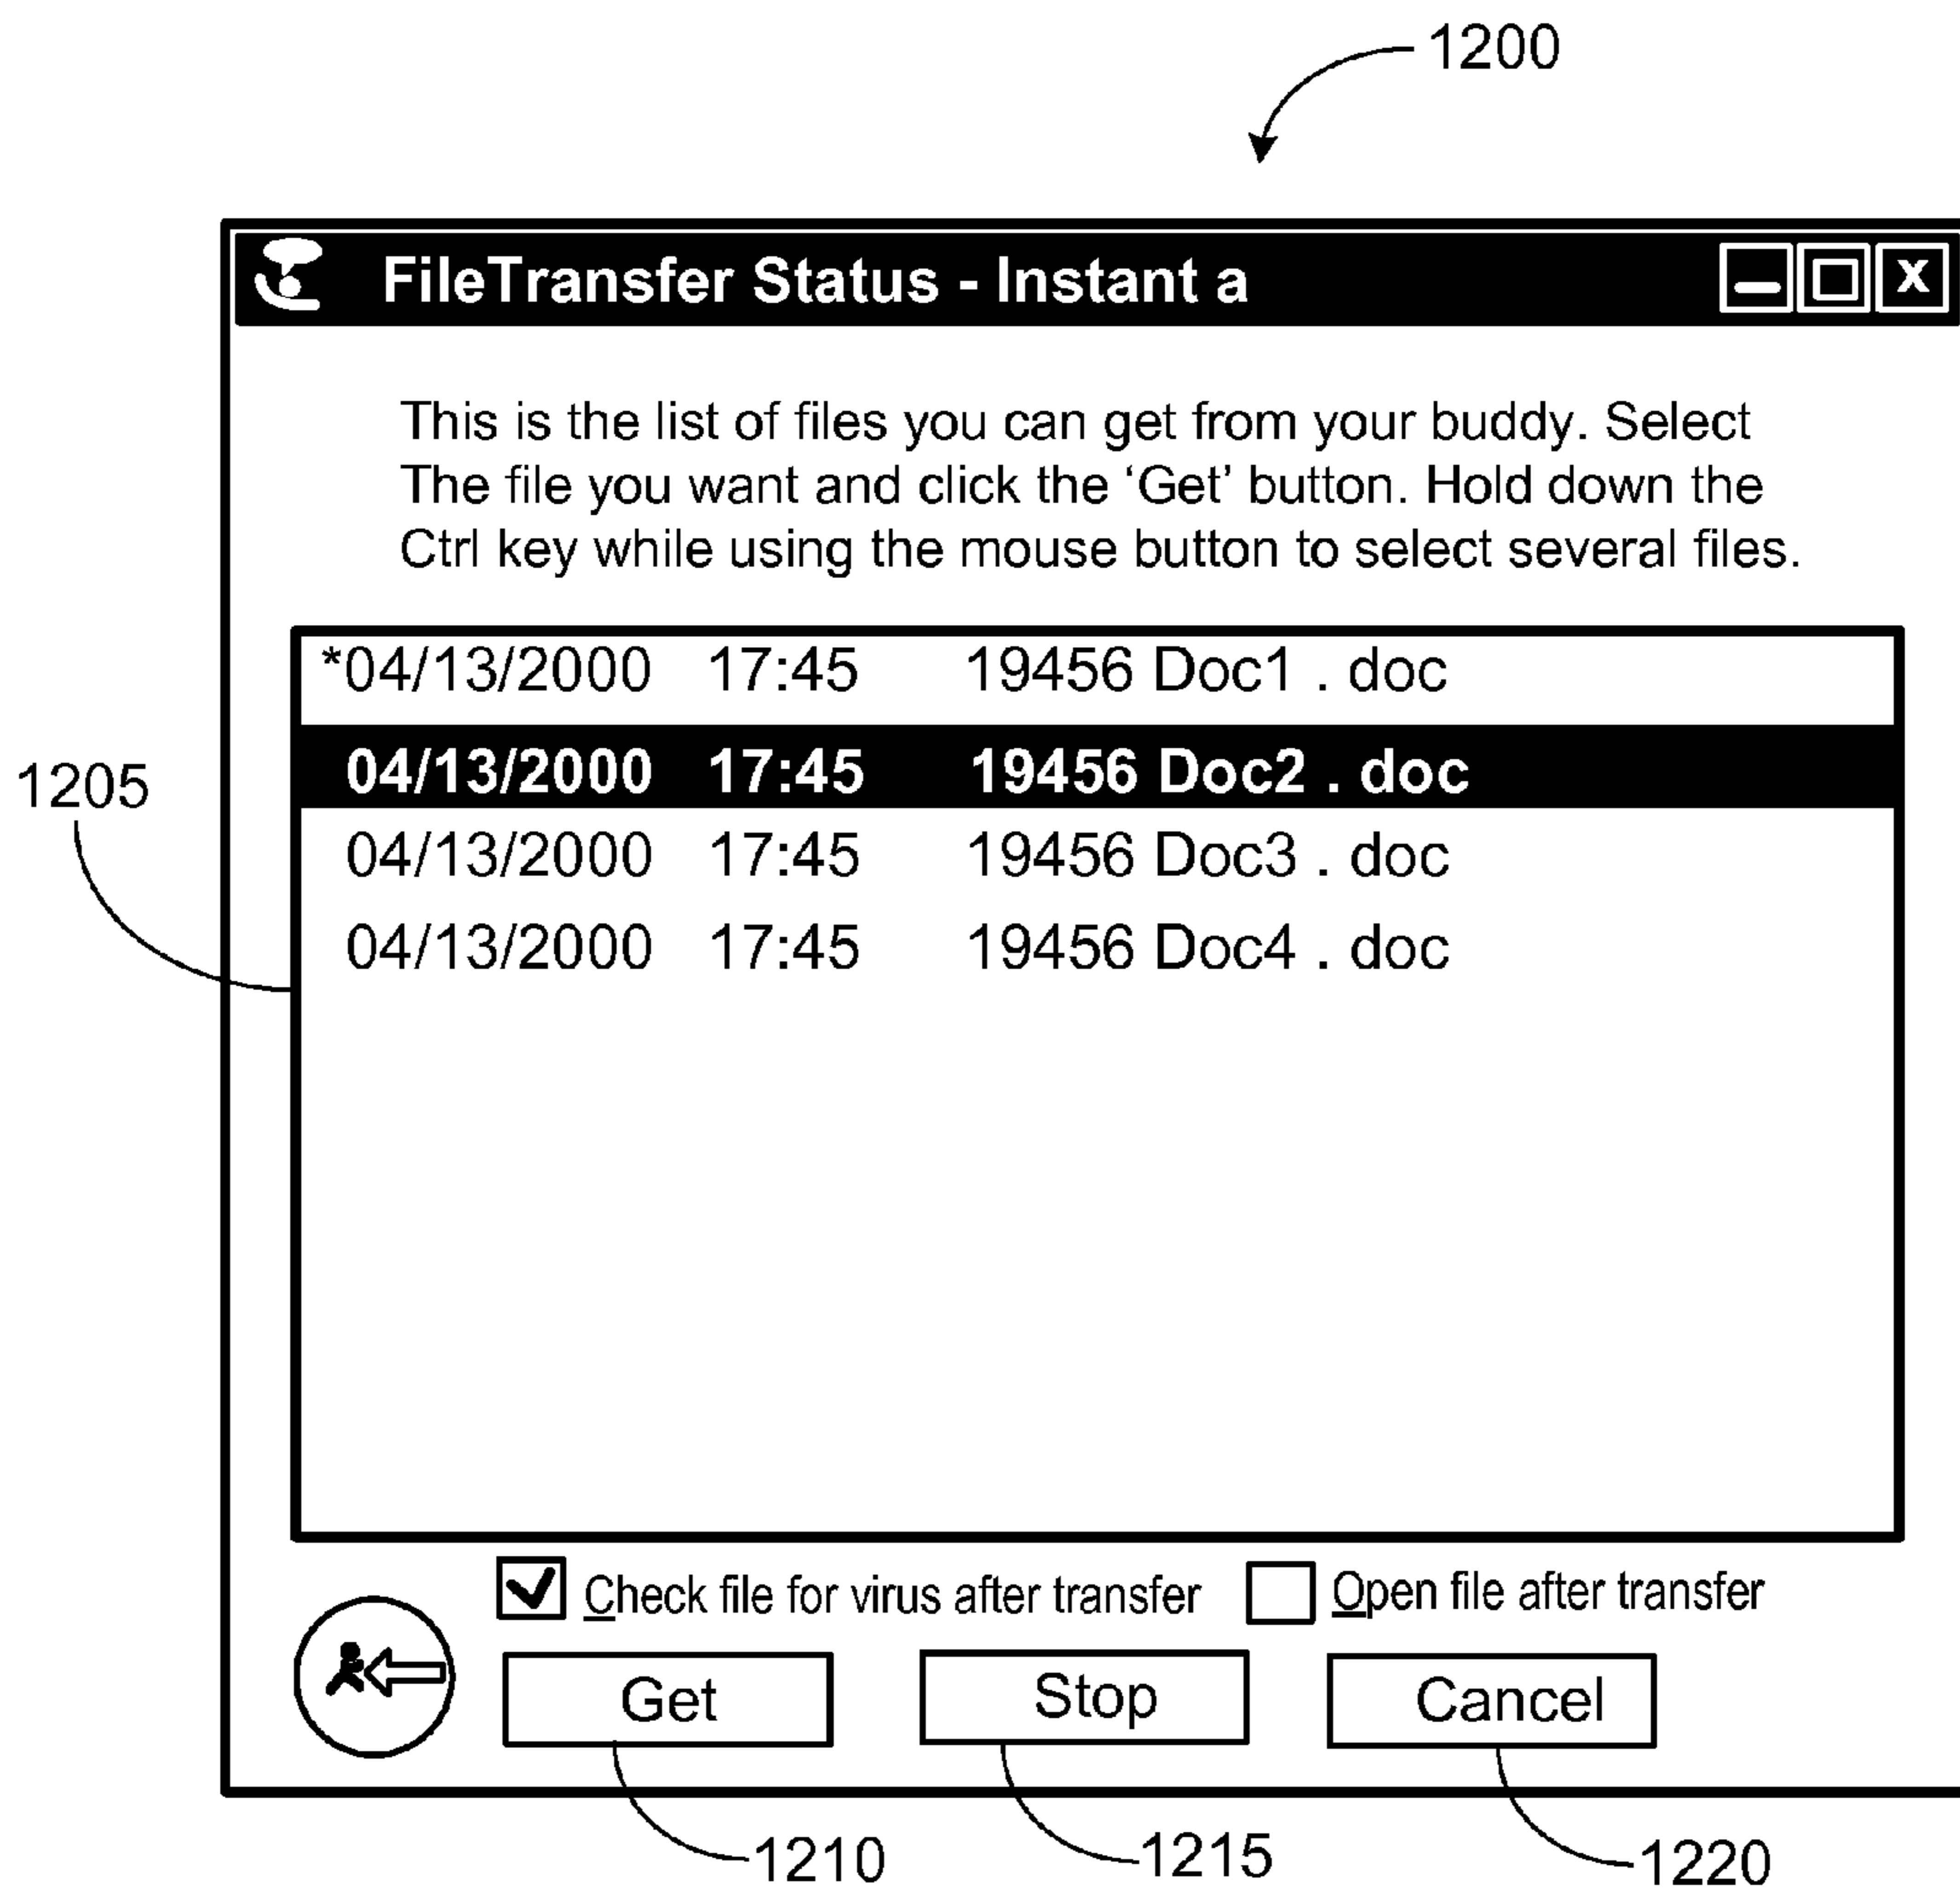 1200
FileTransfer Status - Instant a
X
This is the list of files you can get from your buddy. Select
The file you want and click the ‘Get’ button. Hold down the
Ctrl key while using the mouse button to select several files.
*04/13/2000 17:45 19456 Doc1 . doc
04/13/2000 17:45 19456 Doc2 . doc
1205
04/13/2000 17:45 19456 Doc3 . doc
04/13/2000 17:45 19456 Doc4 . doc
Check file for virus after transfer Open file after transfer
Get Stop Cancel
1210 1215 1220